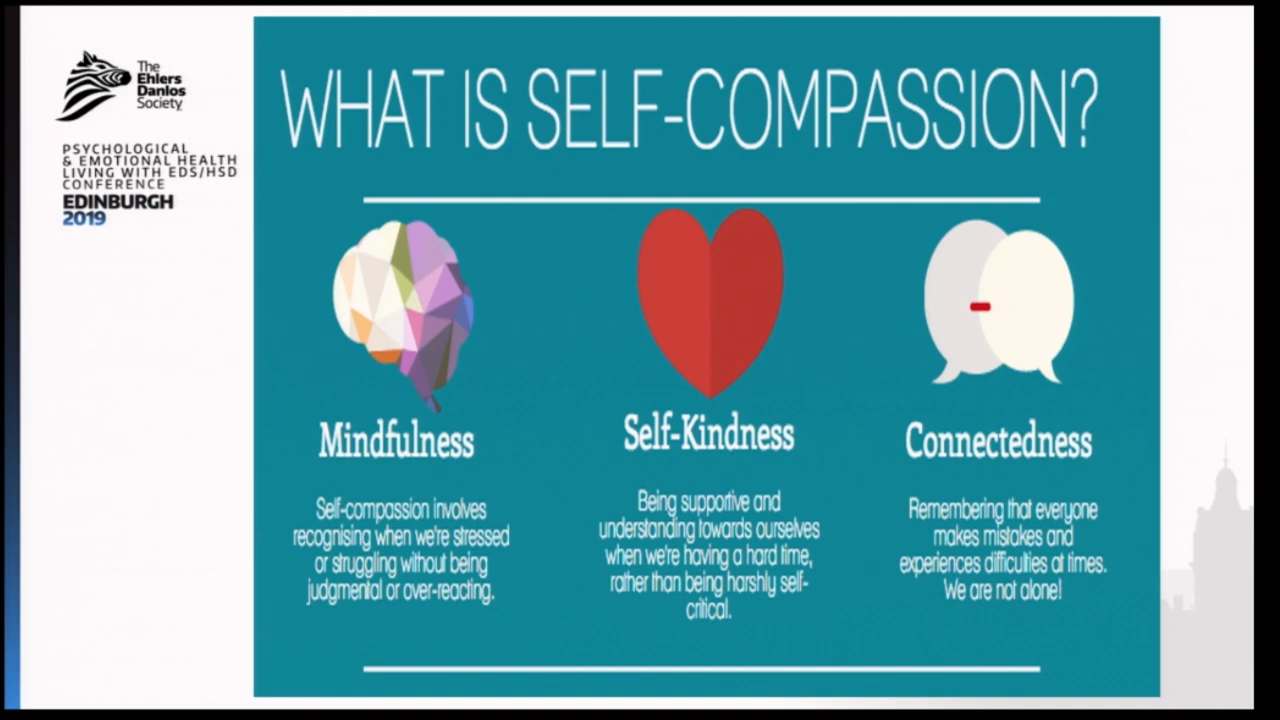 The
Ehlers
Danlos
Society
PSYCHOLOGICAL
& EMOTIONAL HEALTH
LIVING WITH EDS/HSD
CONFERENCE
EDINBURGH
2019
WHAT IS SELF-COMPASSION?
Mindfulness
Self-compassion involves
recognising when we're stressed
or struggling without being
judgmental or over-reacting.
Self-Kindness
Being supportive and
understanding towards ourselves
when we're having a hard time,
rather than being harshly self-
critical.
Connectedness
Remembering that everyone
makes mistakes and
experiences difficulties at times.
We are not alone!